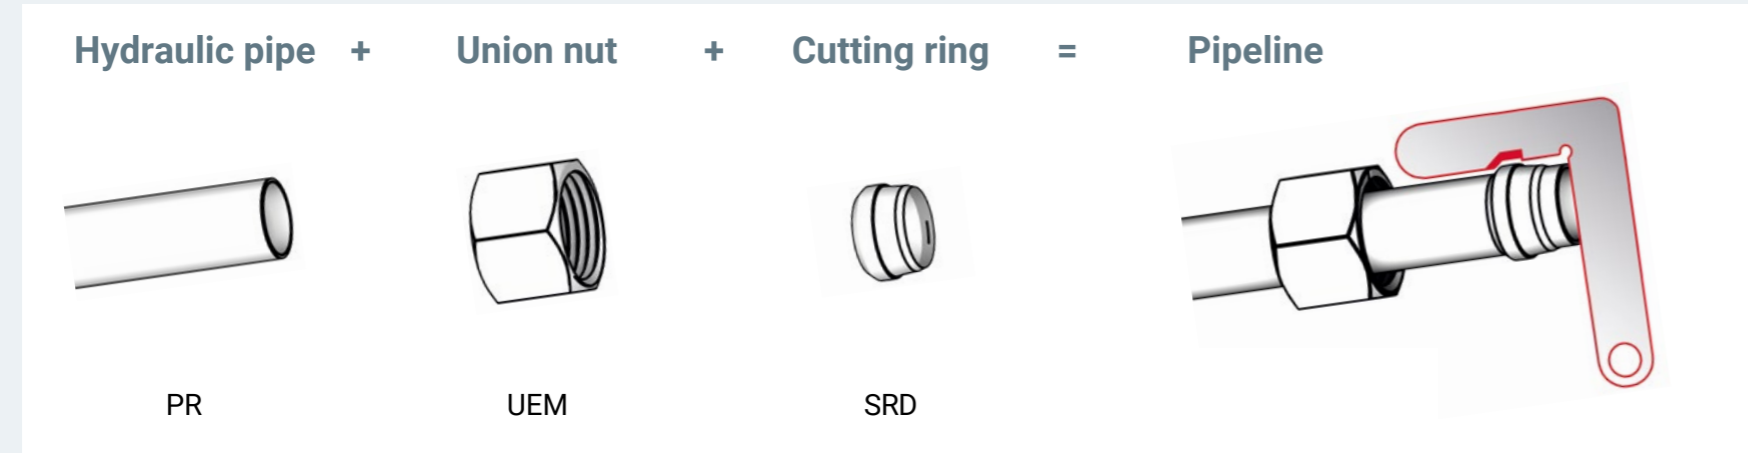 Hydraulic pipe + Union nut + Cutting ring = Pipeline
PR UEM SRD